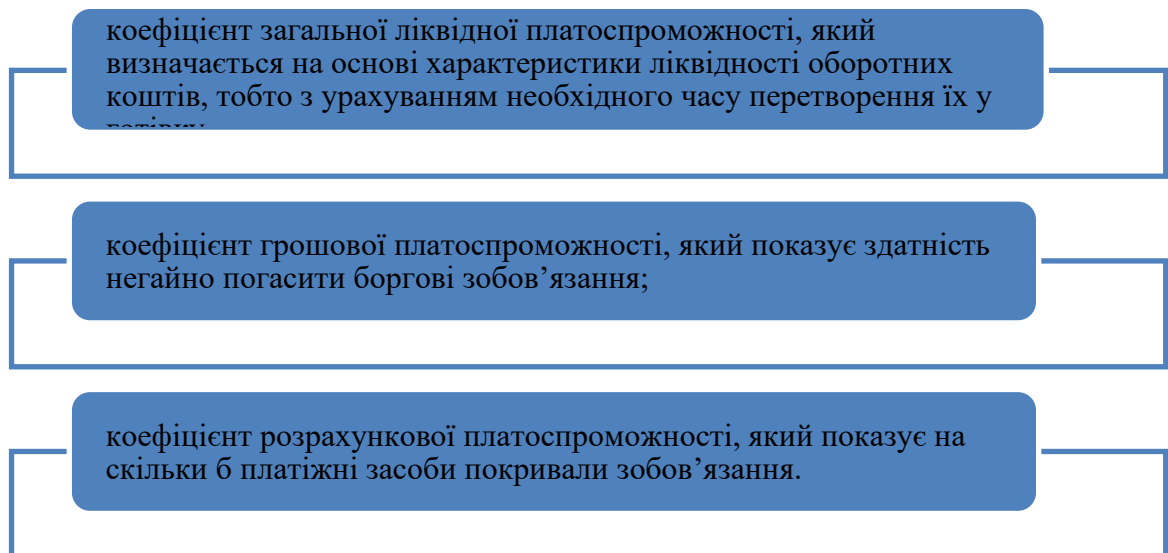 коефіцієнт загальної ліквідної платоспроможності, який
визначається на основі характеристики ліквідності оборотних
коштів, тобто з урахуванням необхідного часу перетворення їх у
готівку
коефіцієнт грошової платоспроможності, який показує здатність
негайно погасити боргові зобов’язання;
коефіцієнт розрахункової платоспроможності, який показує на
скільки б платіжні засоби покривали зобов’язання.